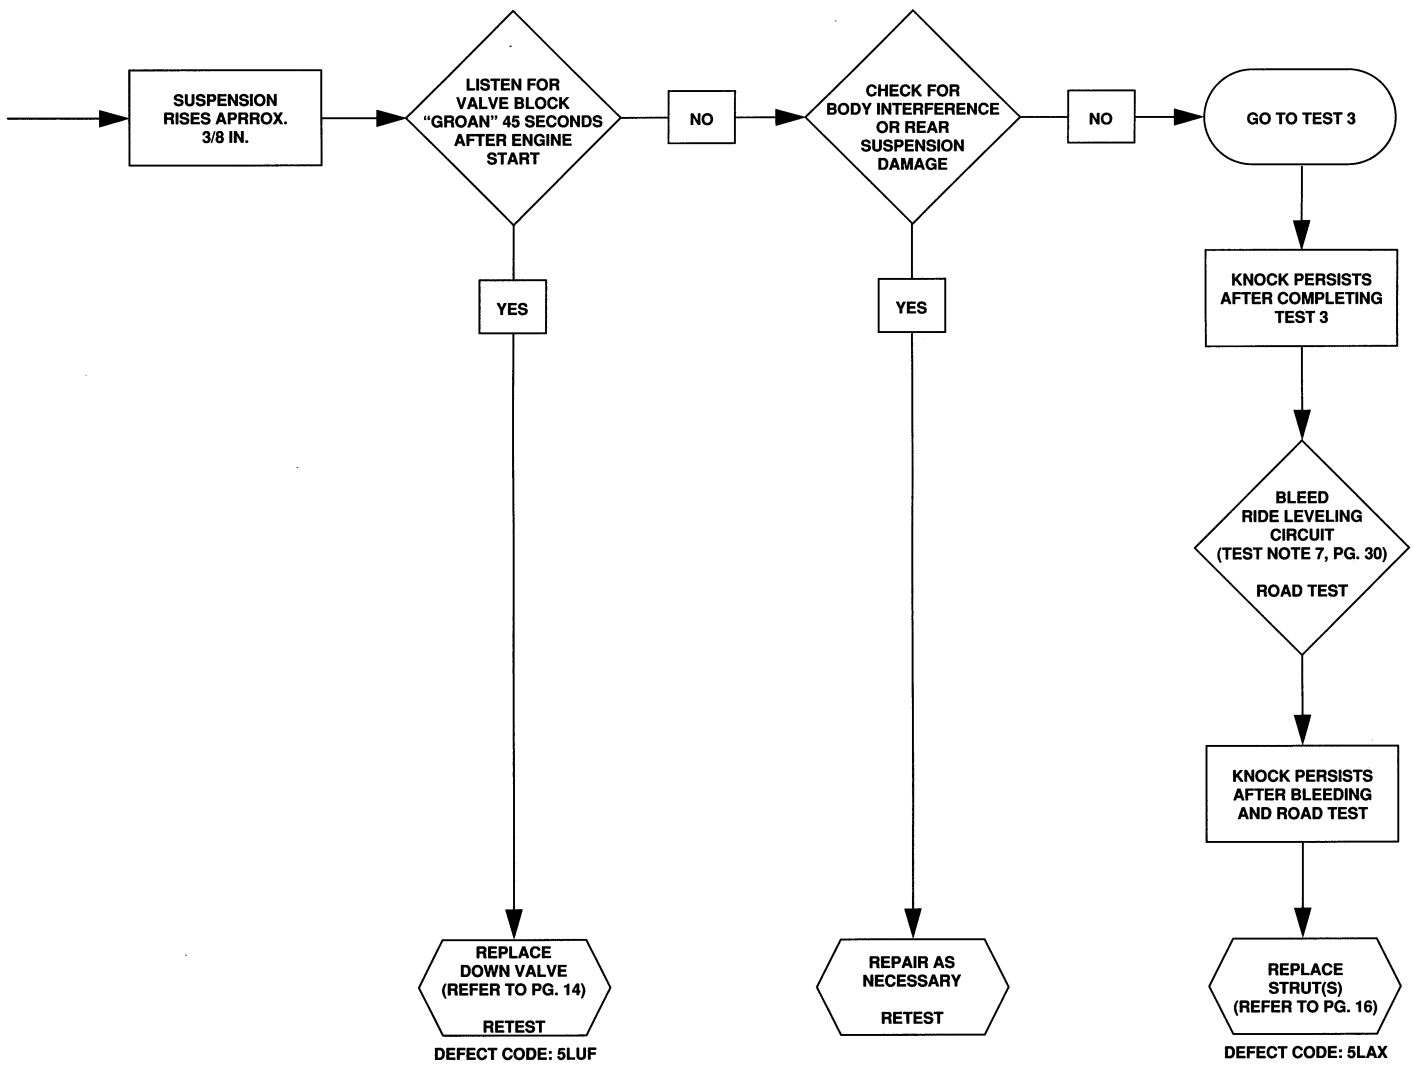 SUSPENSION
RISES APRROX.
3/8 IN.
LISTEN FOR
VALVE BLOCK
“GROAN” 45 SECONDS
AFTER ENGINE
START
NO
CHECK FOR
BODY INTERFERENCE
OR REAR
SUSPENSION
DAMAGE
NO
GO TO TEST 3
YES
YES
KNOCK PERSISTS
AFTER COMPLETING
TEST 3
BLEED
RIDE LEVELING
CIRCUIT
(TEST NOTE 7, PG. 30)
ROAD TEST
KNOCK PERSISTS
AFTER BLEEDING
AND ROAD TEST
REPLACE
DOWN VALVE
(REFER TO PG. 14)
RETEST
DEFECT CODE: 5LUF
REPAIR AS
NECESSARY
RETEST
REPLACE
STRUT(S)
(REFER TO PG. 16)
DEFECT CODE: 5LAX